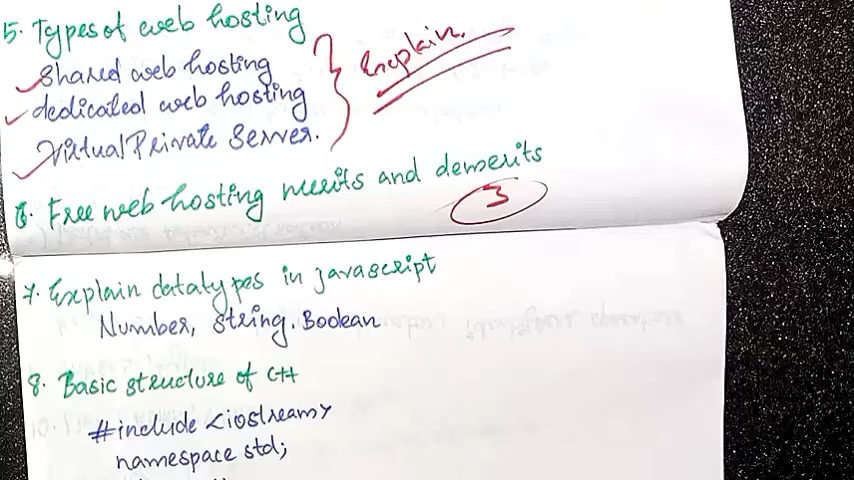 5. Types of web hosting
Shared web hosting
dedicated web hosting
Virtual Private Server.
Explain.
6. Free web hosting merits and demerits
3
7. Explain datatypes in javascript
Number, string. Boolean
8. Basic structure of C++
#include <iostream>
namespace std;